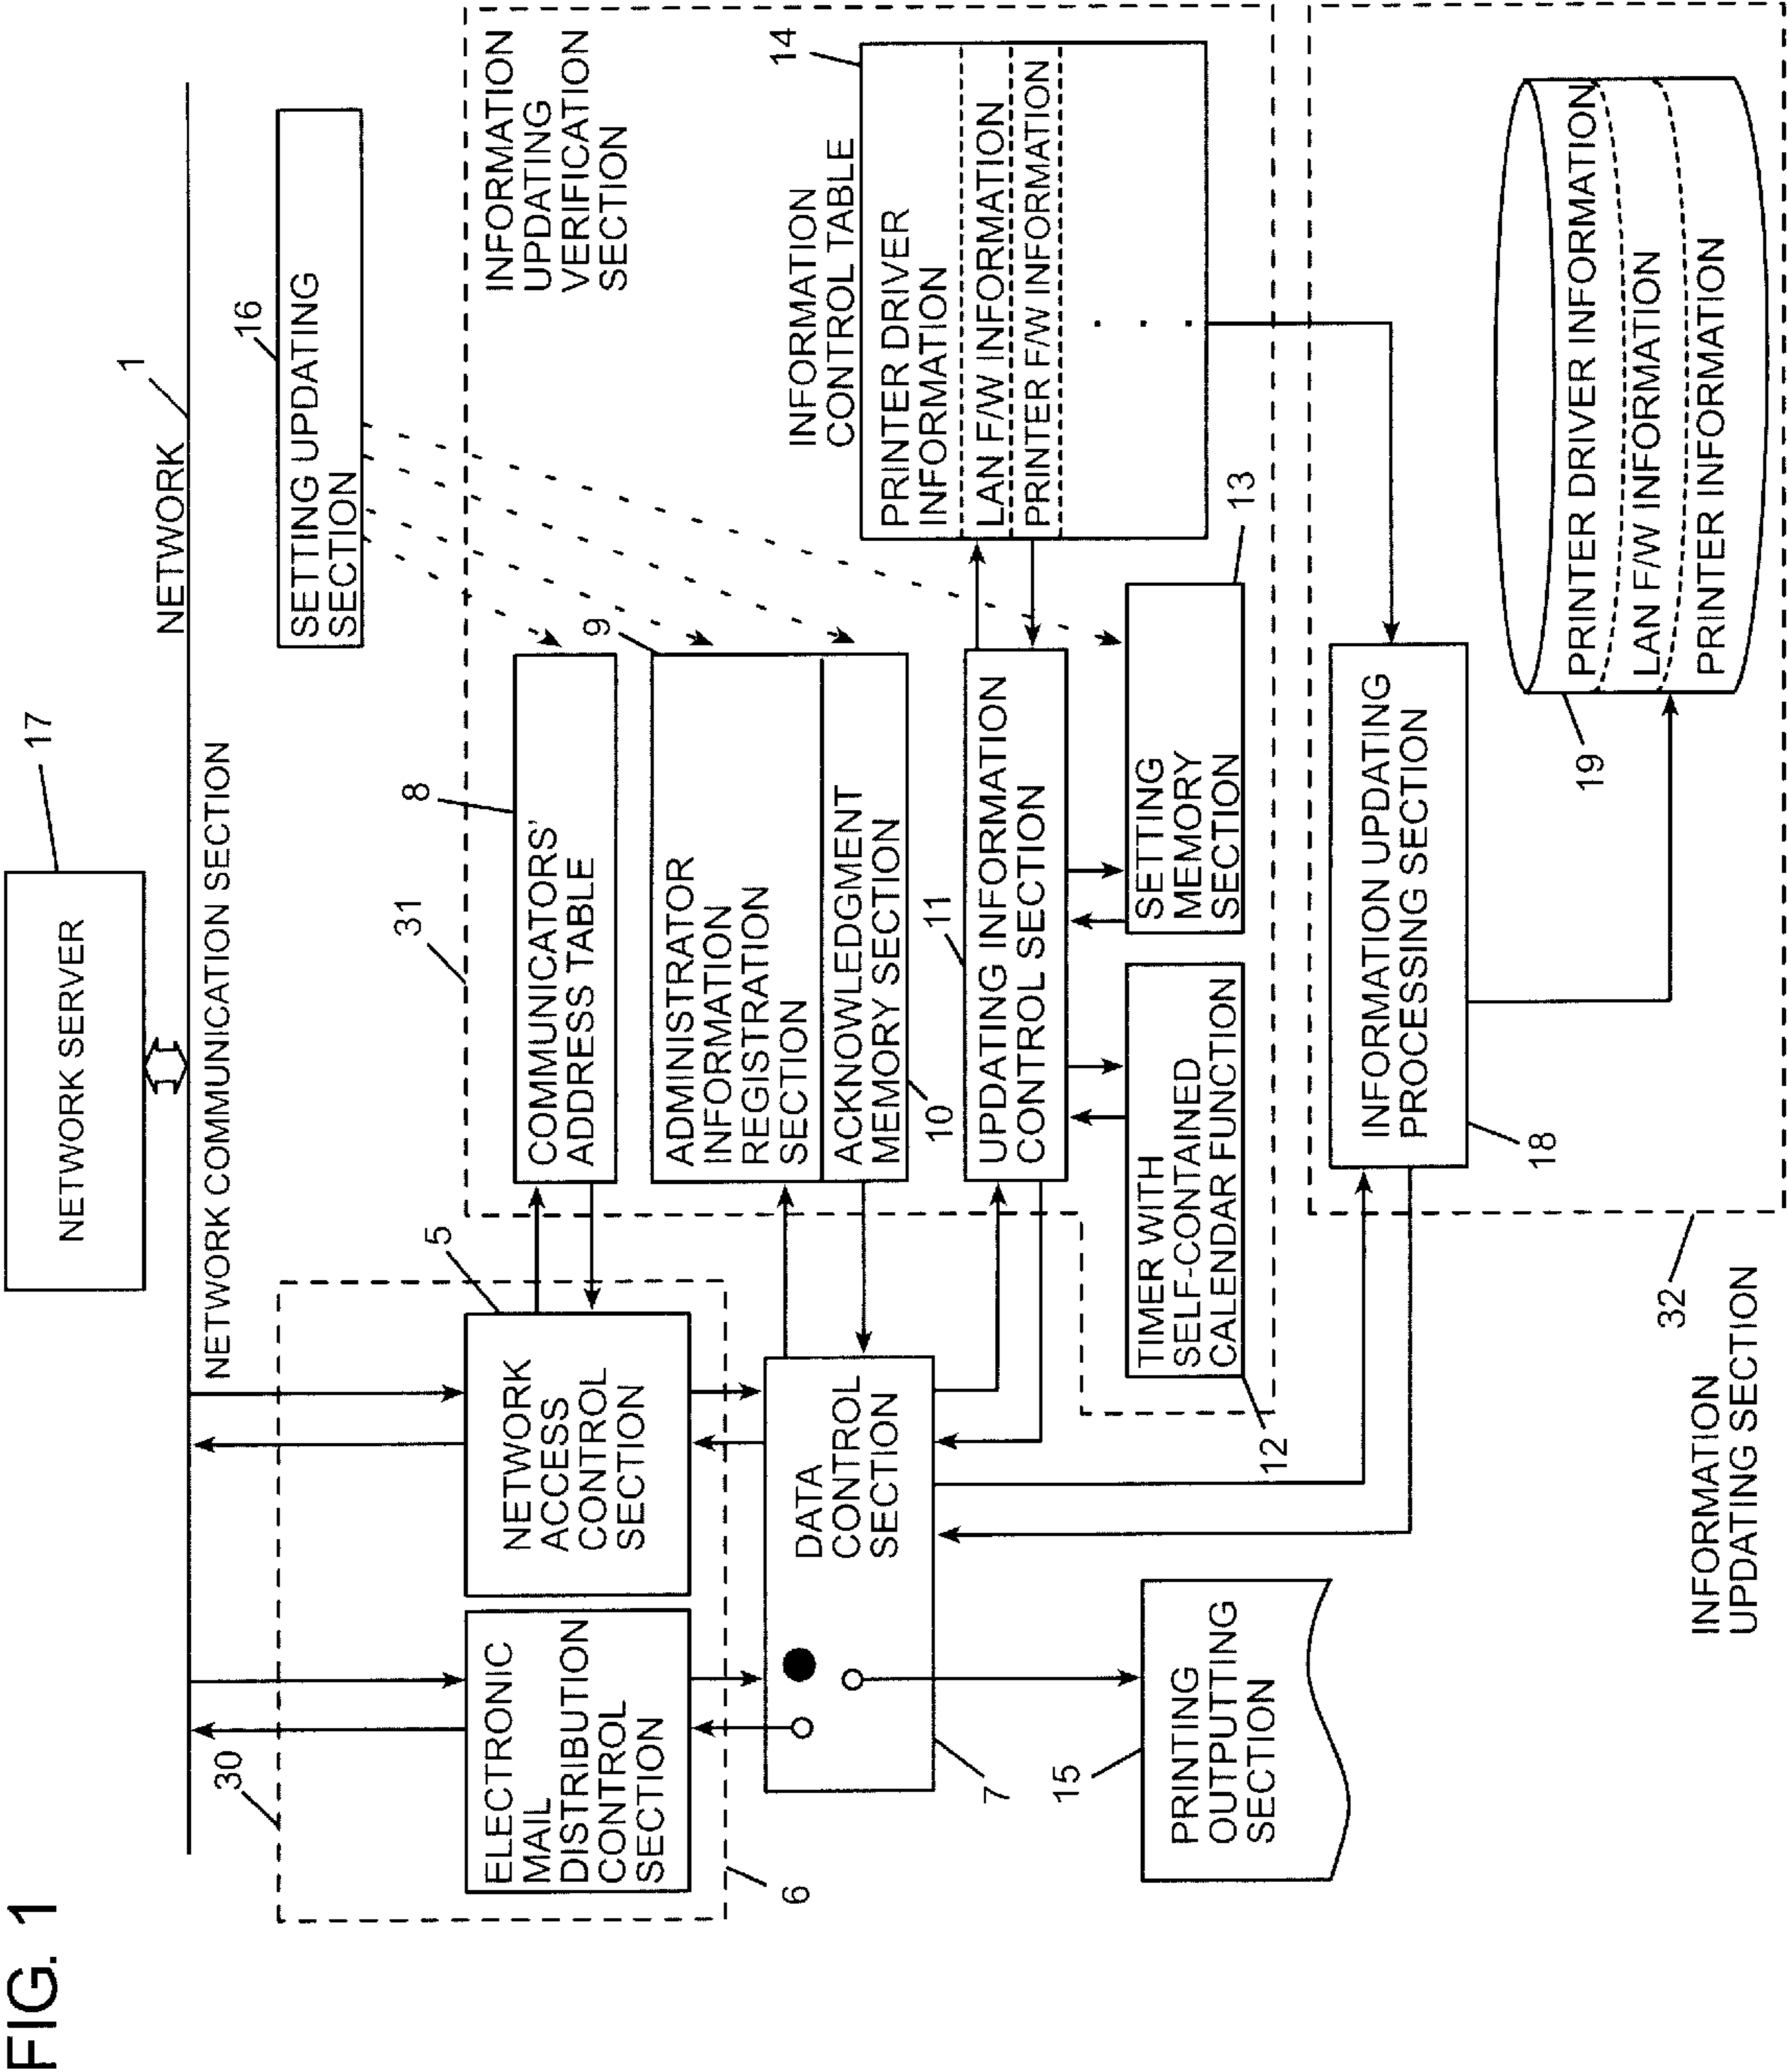 FIG. 1
NETWORK SERVER
17
NETWORK
1
NETWORK COMMUNICATION SECTION
SETTING UPDATING
SECTION
16
30
ELECTRONIC
MAIL
DISTRIBUTION
CONTROL
SECTION
6
NETWORK
ACCESS
CONTROL
SECTION
5
31
INFORMATION
UPDATING
VERIFICATION
SECTION
COMMUNICATORS'
ADDRESS TABLE
8
ADMINISTRATOR
INFORMATION
REGISTRATION
SECTION
9
ACKNOWLEDGMENT
MEMORY SECTION
10
DATA
CONTROL
SECTION
7
UPDATING INFORMATION
CONTROL SECTION
11
INFORMATION
CONTROL TABLE
14
PRINTER DRIVER
INFORMATION
LAN F/W INFORMATION
PRINTER F/W INFORMATION
TIMER WITH
SELF-CONTAINED
CALENDAR FUNCTION
12
SETTING
MEMORY
SECTION
13
PRINTING
OUTPUTTING
SECTION
15
INFORMATION UPDATING
PROCESSING SECTION
18
PRINTER DRIVER INFORMATION
LAN F/W INFORMATION
PRINTER INFORMATION
19
32
INFORMATION
UPDATING SECTION